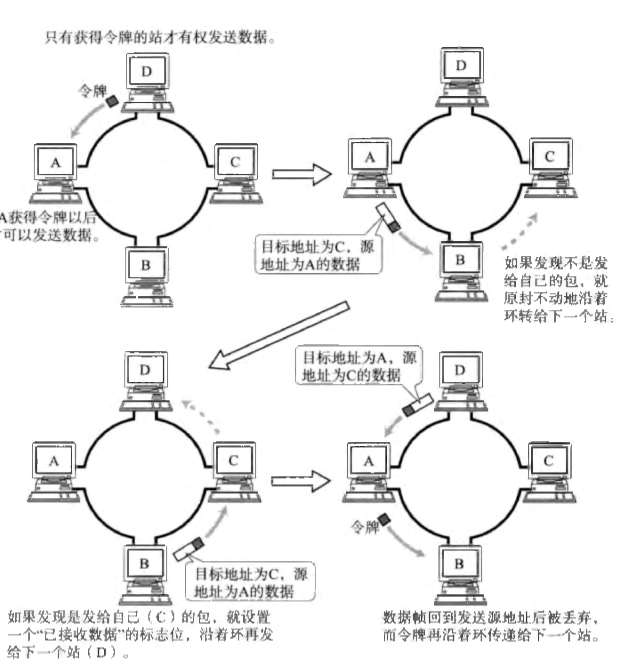 只有获得令牌的站才有权发送数据。
D
令牌
A
C
A获得令牌以后
才可以发送数据。
B
D
A
C
目标地址为C，源
地址为A的数据
B
如果发现不是发
给自己的包，就
原封不动地沿着
环转给下一个站；
D
A
C
B
目标地址为C，源
地址为A的数据
如果发现是发给自己（C）的包，就设置
一个“已接收数据”的标志位，沿着环再发
给下一个站（D）。
目标地址为A，源
地址为C的数据
D
A
C
令牌
B
数据帧回到发送源地址后被丢弃，
而令牌再沿着环传递给下一个站。